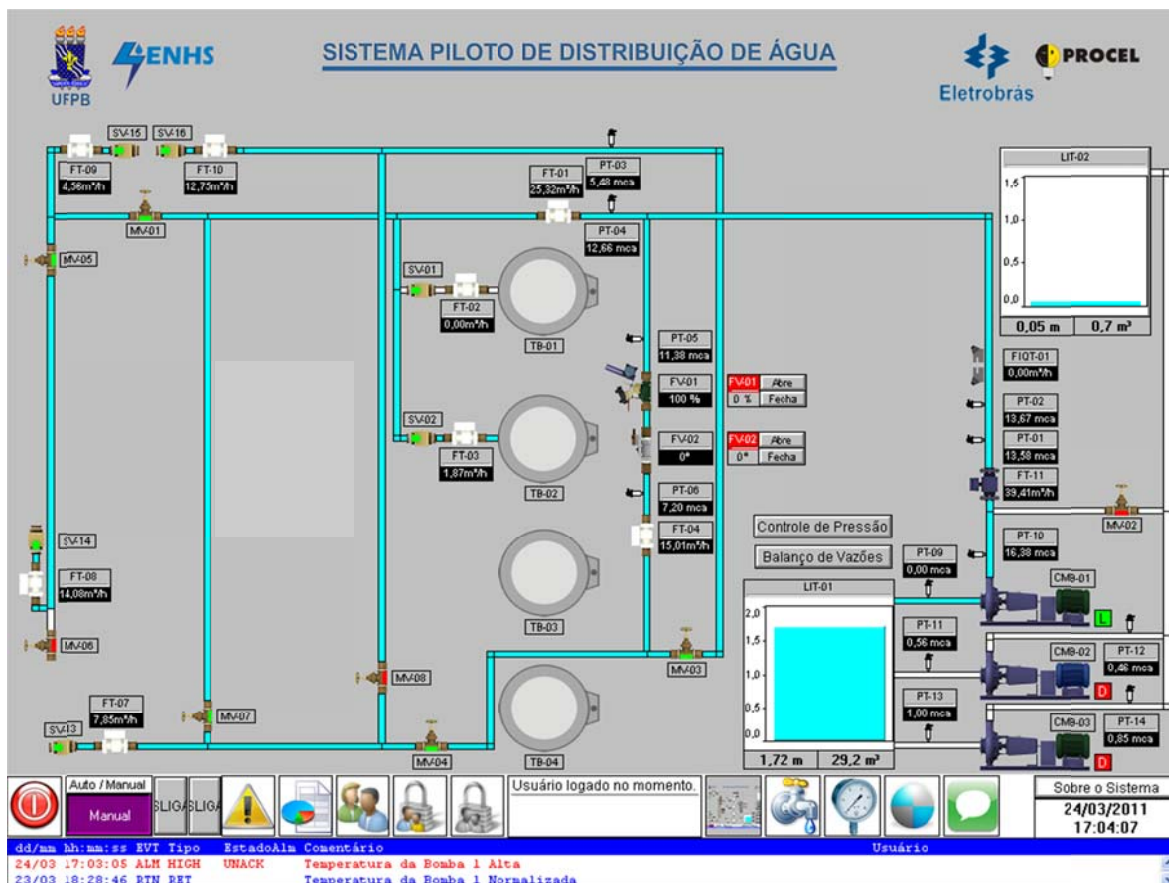 UFPB
ENHS
SISTEMA PILOTO DE DISTRIBUIÇÃO DE ÁGUA
Eletrobrás
PROCEL
SV-15
SV-16
FT-09
4,56m³/h
FT-10
12,75m³/h
FT-01
25,32m³/h
PT-03
5,48 mca
PT-04
12,66 mca
MV-01
MV-05
SV-01
FT-02
0,00m³/h
TB-01
SV-02
FT-03
1,87m³/h
TB-02
TB-03
TB-04
PT-05
11,38 mca
FV-01
100 %
FV-01
Abre
0 %
Fecha
FV-02
0°
FV-02
Abre
0°
Fecha
PT-06
7,20 mca
FT-04
15,01m³/h
LIT-02
1,5
1,0
0,5
0,0
0,05 m
0,7 m³
FIQT-01
0,00m³/h
PT-02
13,67 mca
PT-01
13,58 mca
FT-11
39,41m³/h
MV-02
PT-10
16,38 mca
Controle de Pressão
Balanço de Vazões
PT-09
0,00 mca
PT-11
0,56 mca
PT-13
1,00 mca
LIT-01
2,0
1,5
1,0
0,5
0,0
1,72 m
29,2 m³
CMB-01
L
CMB-02
PT-12
0,46 mca
D
CMB-03
PT-14
0,85 mca
D
SV-14
FT-08
14,08m³/h
MV-06
MV-08
MV-03
FT-07
7,85m³/h
SV-13
MV-07
MV-04
Auto / Manual
Manual
SLIGA
SLIGA
Usuário logado no momento.
Sobre o Sistema
24/03/2011
17:04:07
dd/mm hh:mm:ss EVT Tipo EstadoAlm Comentário Usuário
24/03 17:03:05 ALM HIGH UNACK Temperatura da Bomba 1 Alta
23/03 18:28:46 RTN RET Temperatura da Bomba 1 Normalizada